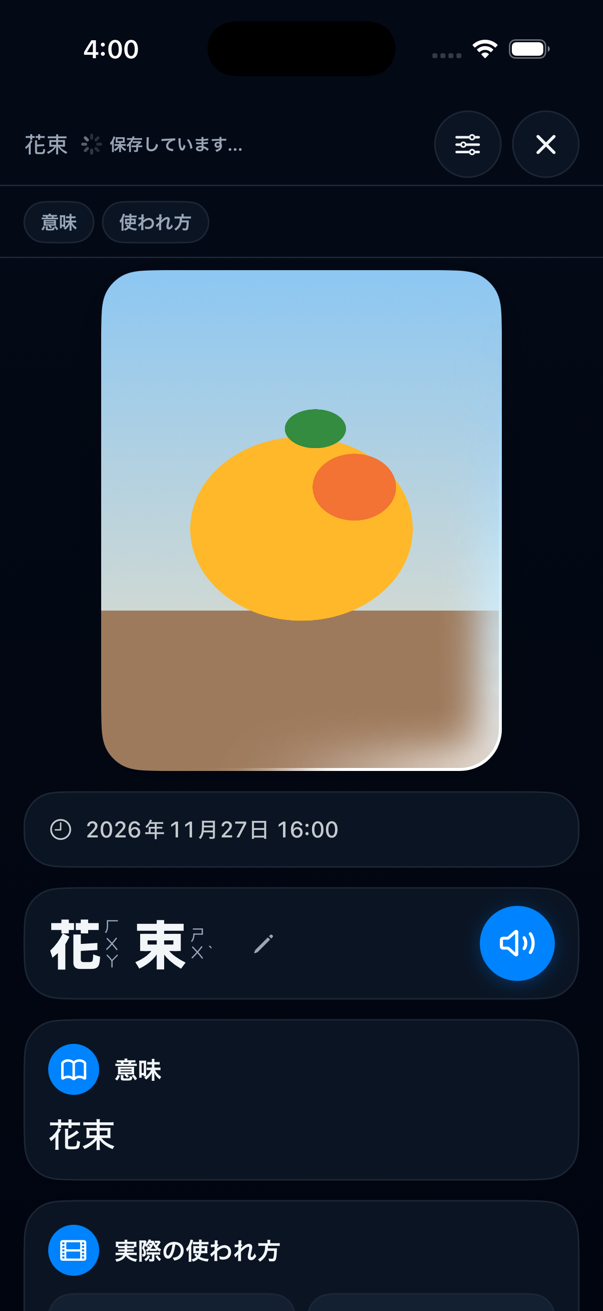 4:00
花束 保存しています...
意味 使われ方
2026年11月27日 16:00
花ㄏㄨㄚ 束ㄕㄨˋ
意味
花束
実際の使われ方